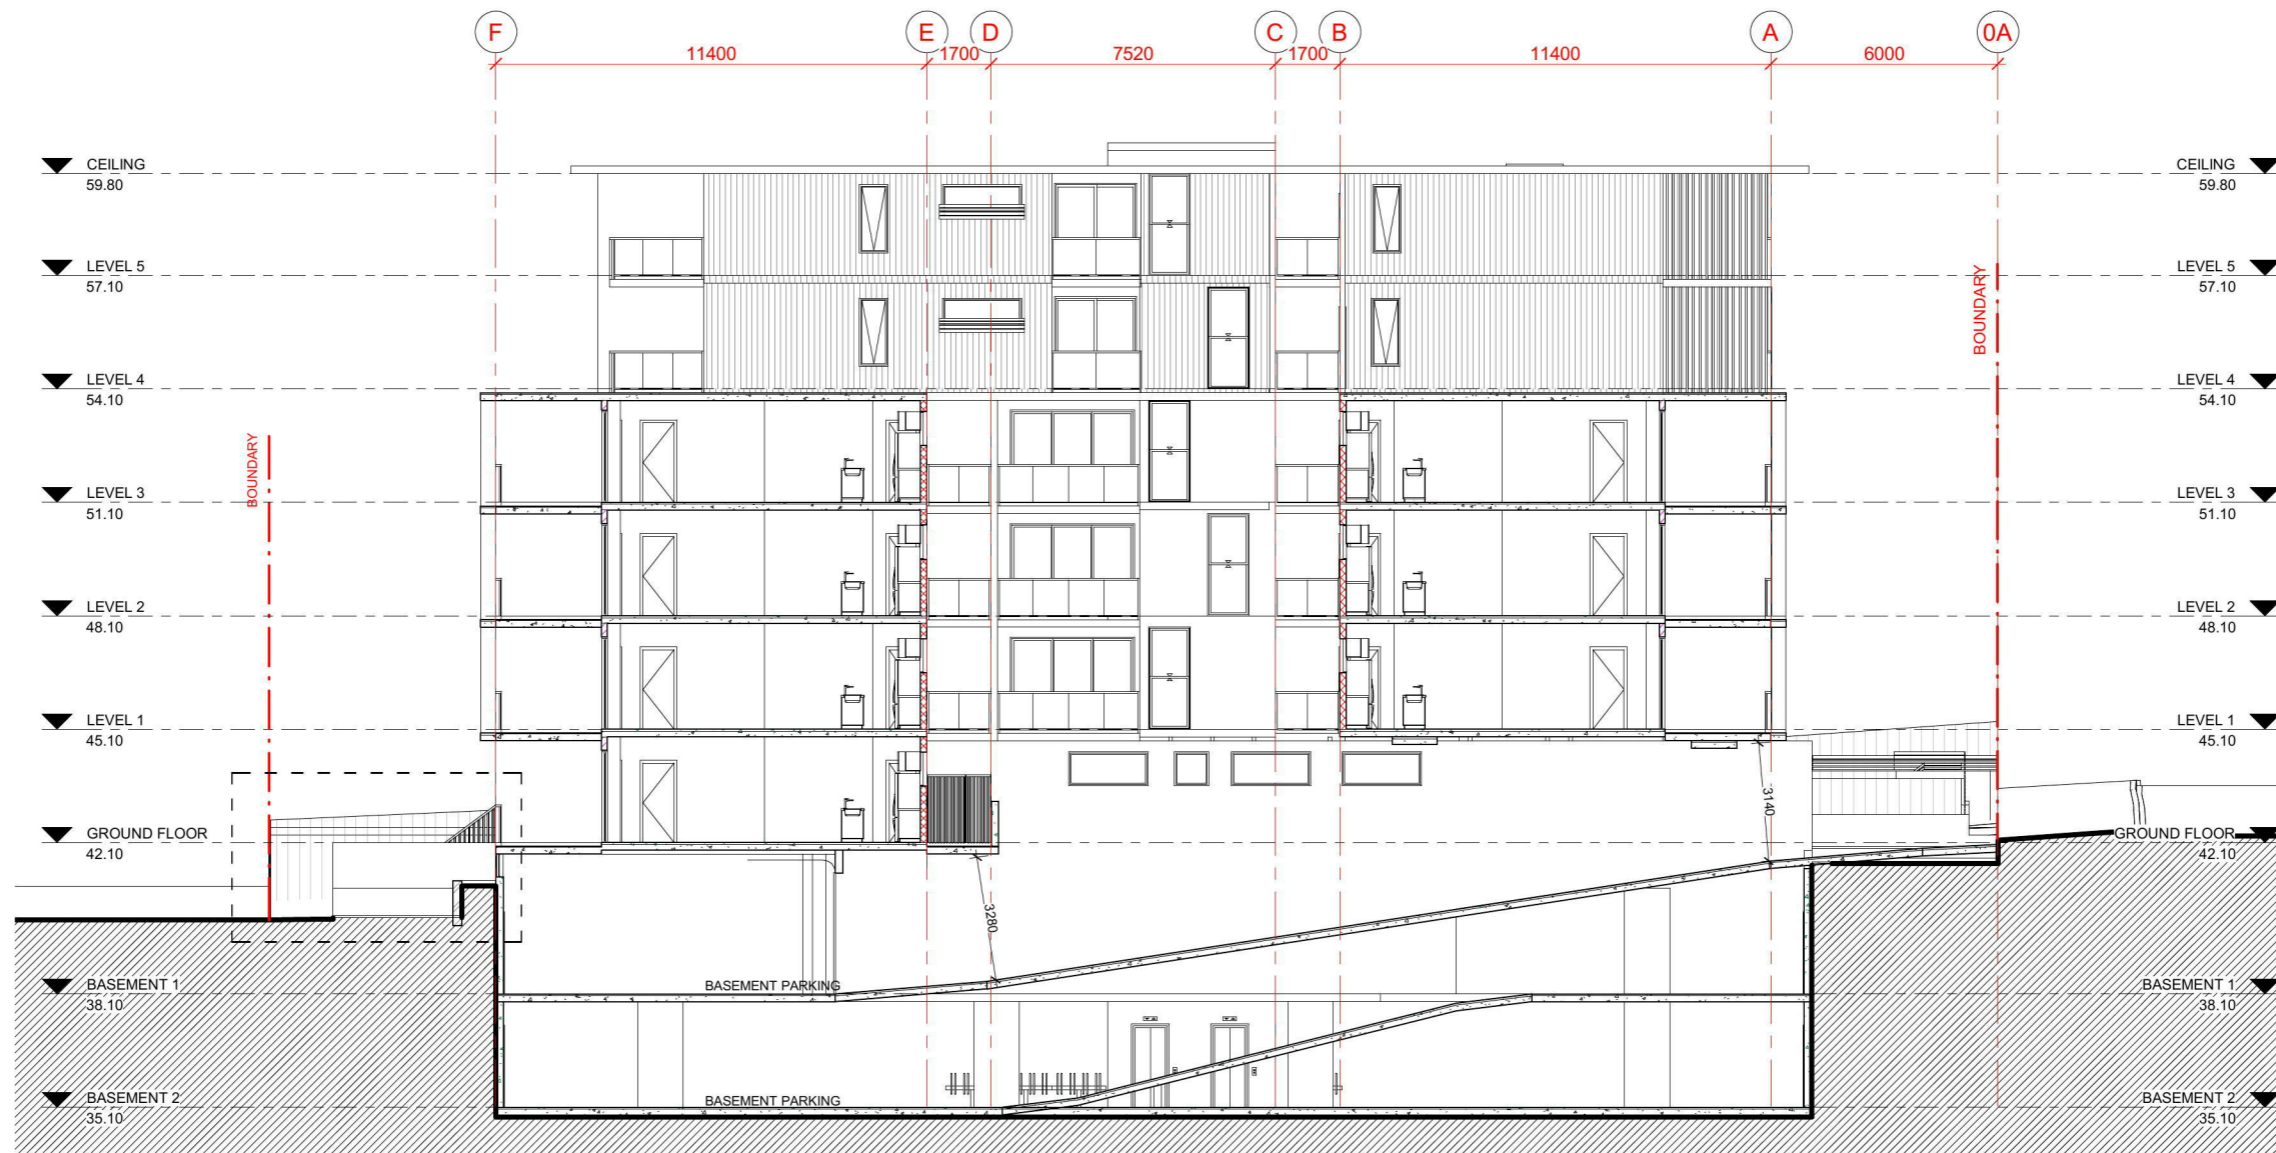 F E D C B A 0A
11400 1700 7520 1700 11400 6000
CEILING
59.80
CEILING
59.80
LEVEL 5
57.10
LEVEL 5
57.10
BOUNDARY
LEVEL 4
54.10
LEVEL 4
54.10
BOUNDARY
LEVEL 3
51.10
LEVEL 3
51.10
LEVEL 2
48.10
LEVEL 2
48.10
LEVEL 1
45.10
LEVEL 1
45.10
3140
GROUND FLOOR
42.10
GROUND FLOOR
42.10
3280
BASEMENT 1
38.10
BASEMENT PARKING
BASEMENT 1
38.10
BASEMENT 2
35.10
BASEMENT PARKING
BASEMENT 2
35.10